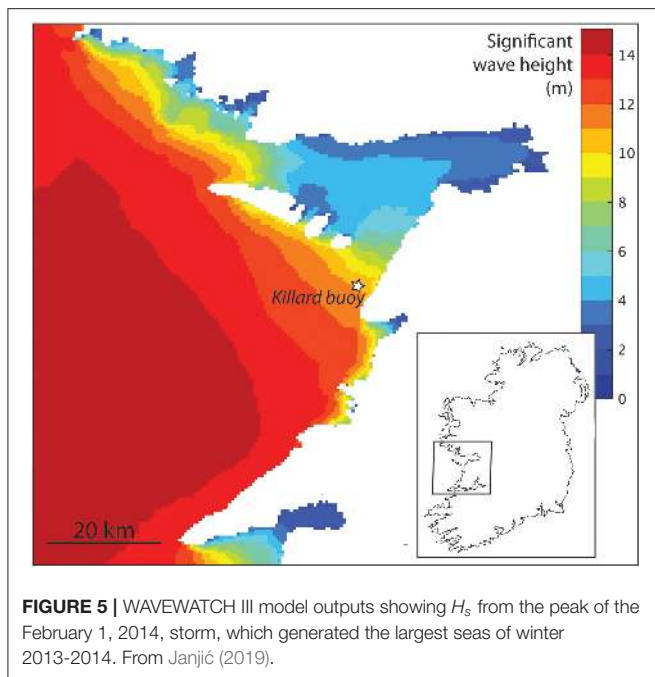 Significant
wave height
(m)
14
12
10
8
6
4
2
0
Killard buoy
20 km
FIGURE 5 | WAVEWATCH III model outputs showing Hs from the peak of the
February 1, 2014, storm, which generated the largest seas of winter
2013-2014. From Janjić (2019).